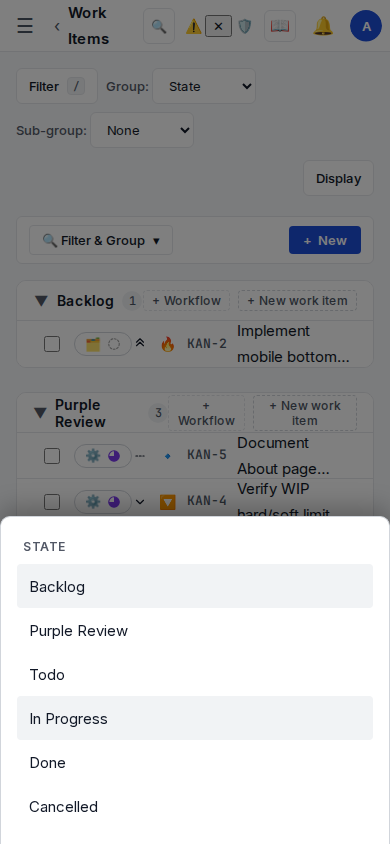 Work
Items
A
Filter /
Group: State
Sub-group: None
Display
Filter & Group
+ New
Backlog 1 + Workflow + New work item
KAN-2 Implement
mobile bottom...
Purple
Review 3 +
Workflow + New work
item
KAN-5 Document
About page...
KAN-4 Verify WIP
hard/soft limit
STATE
Backlog
Purple Review
Todo
In Progress
Done
Cancelled